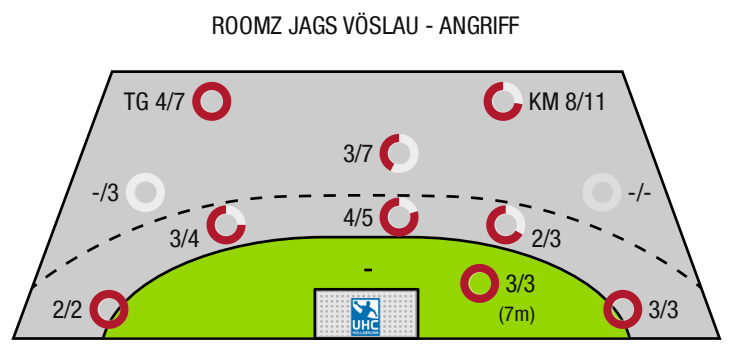 ROOMZ JAGS VÖSLAU - ANGRIFF
TG 4/7
KM 8/11
3/7
-/3
-/-
3/4
4/5
2/3
-
2/2
3/3
(7m)
3/3
UHC
HOLLABRUNN